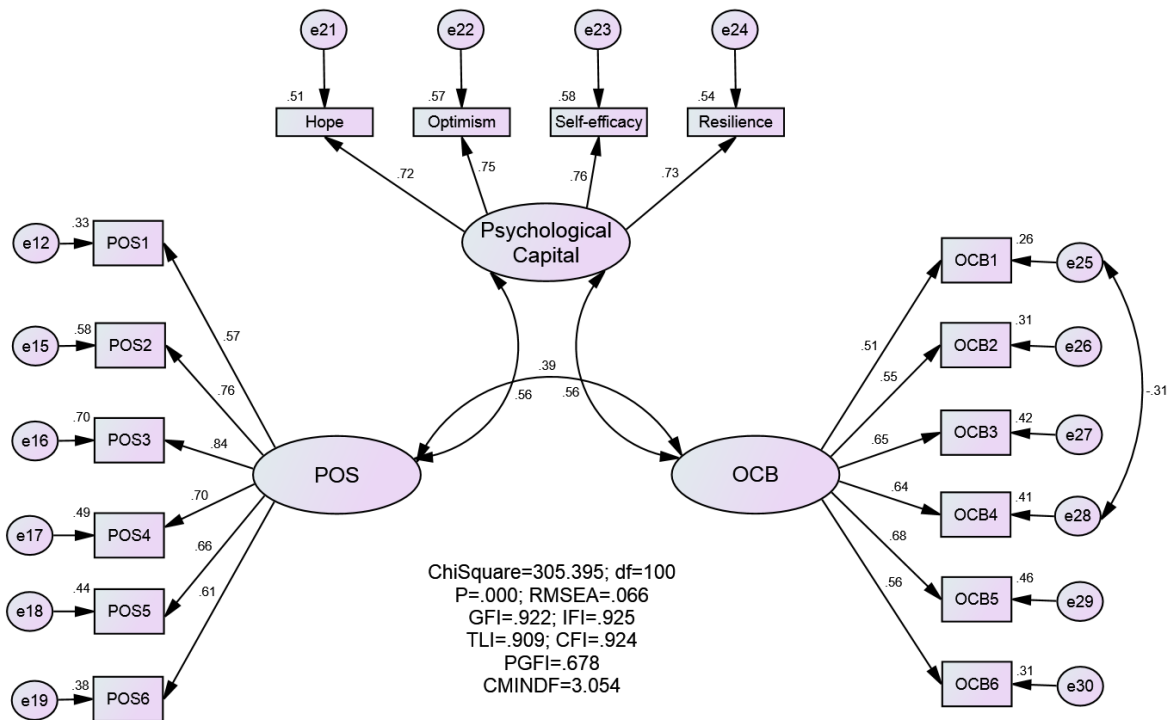 e21
e22
e23
e24
.51
.57
.58
.54
Hope
Optimism
Self-efficacy
Resilience
.72
.75
.76
.73
Psychological
Capital
e12
.33
POS1
e15
.58
POS2
e16
.70
POS3
e17
.49
POS4
e18
.44
POS5
e19
.38
POS6
.57
.76
.84
.70
.66
.61
POS
.39
.56
.56
OCB
.51
.55
.65
.64
.68
.56
OCB1
.26
e25
OCB2
.31
e26
OCB3
.42
e27
OCB4
.41
e28
OCB5
.46
e29
OCB6
.31
e30
-.31
ChiSquare=305.395; df=100
P=.000; RMSEA=.066
GFI=.922; IFI=.925
TLI=.909; CFI=.924
PGFI=.678
CMINDF=3.054